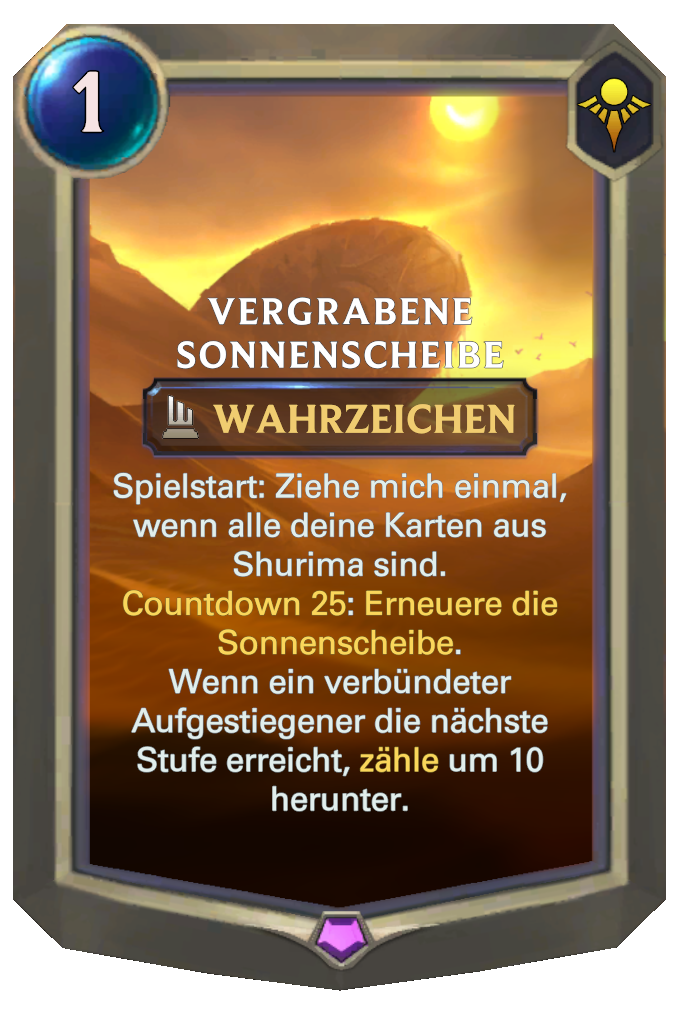 1
VERGRABENE
SONNENSCHEIBE
WAHRZEICHEN
Spielstart: Ziehe mich einmal,
wenn alle deine Karten aus
Shurima sind.
Countdown 25: Erneuere die
Sonnenscheibe.
Wenn ein verbündeter
Aufgestiegener die nächste
Stufe erreicht, zähle um 10
herunter.